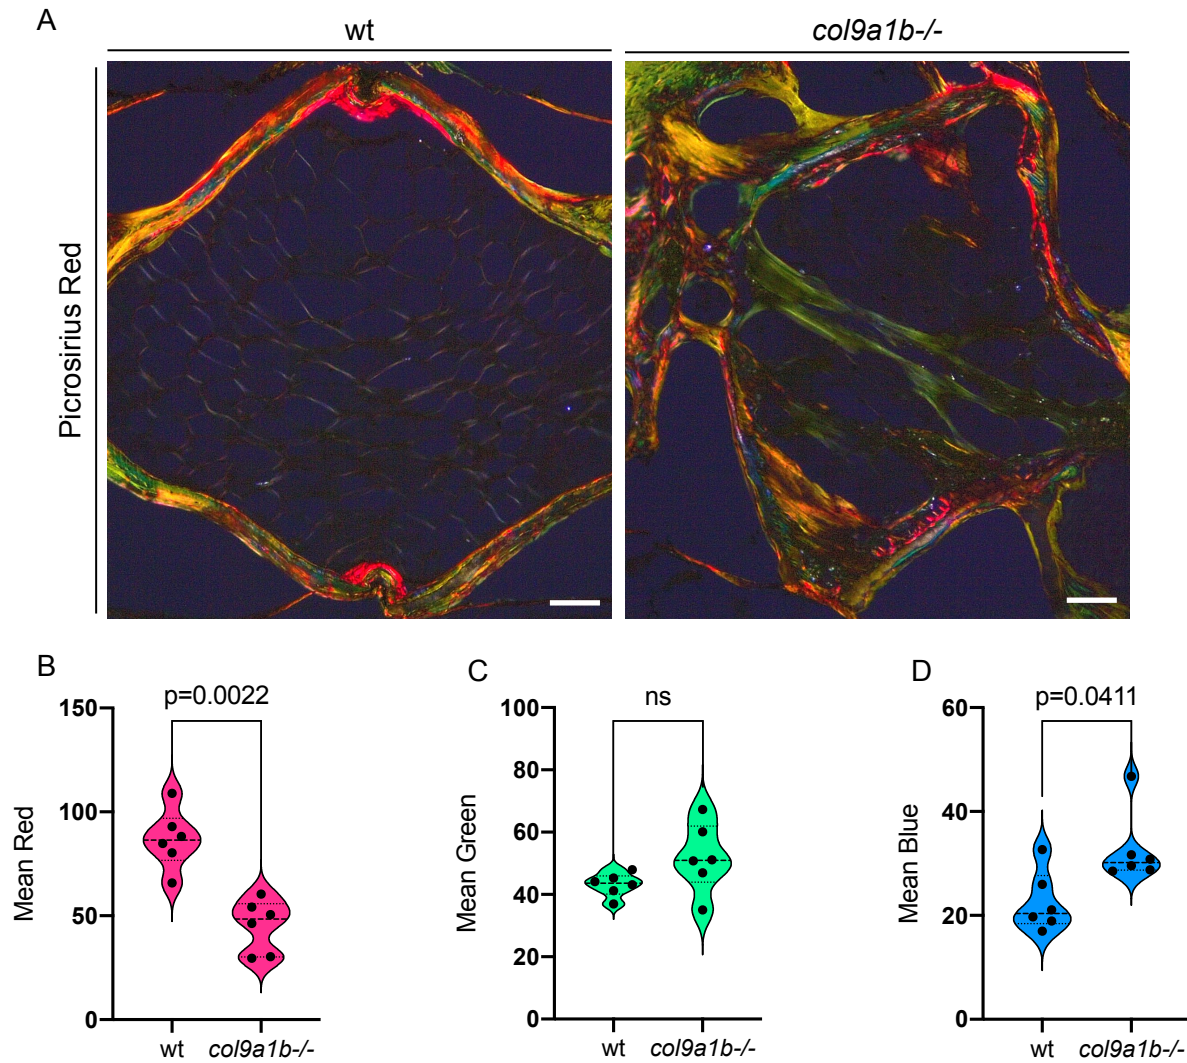 A
wt
col9a1b-/-
Picrosirius Red
B
p=0.0022
150
100
50
0
Mean Red
wt
col9a1b-/-
C
ns
100
80
60
40
20
0
Mean Green
wt
col9a1b-/-
D
p=0.0411
60
40
20
0
Mean Blue
wt
col9a1b-/-